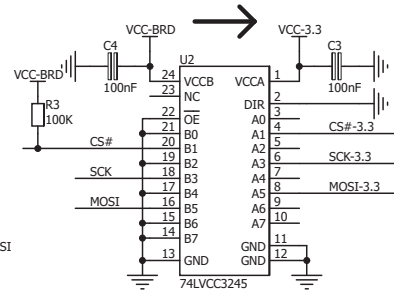 VCC-BRD
VCC-3.3
C4
U2
C3
VCC-BRD
100nF
24 VCCB VCCA 1
100nF
23 NC
R3
DIR 2
100K
22 OE A0 3
21 B0 A1 4 CS#-3.3
CS# 20 B1 A2 5
19 B2 A3 6 SCK-3.3
SCK 18 B3 A4 7
17 B4 A5 8 MOSI-3.3
MOSI 16 B5 A6 9
15 B6 A7 10
14 B7
SI
GND 11
13 GND GND 12
74LVCC3245